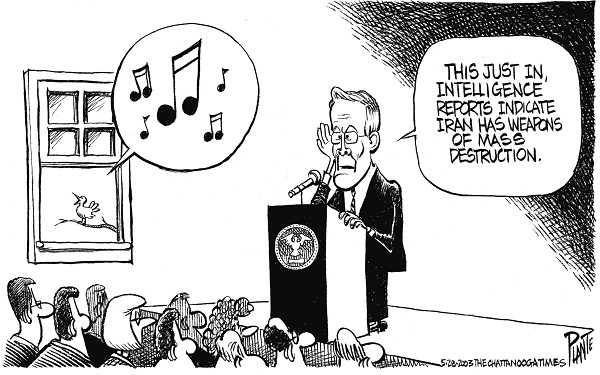 THIS JUST IN,
INTELLIGENCE
REPORTS INDICATE
IRAN HAS WEAPONS
OF MASS
DESTRUCTION.
PLANTE
5-28-2003 THE CHATTANOOGA TIMES